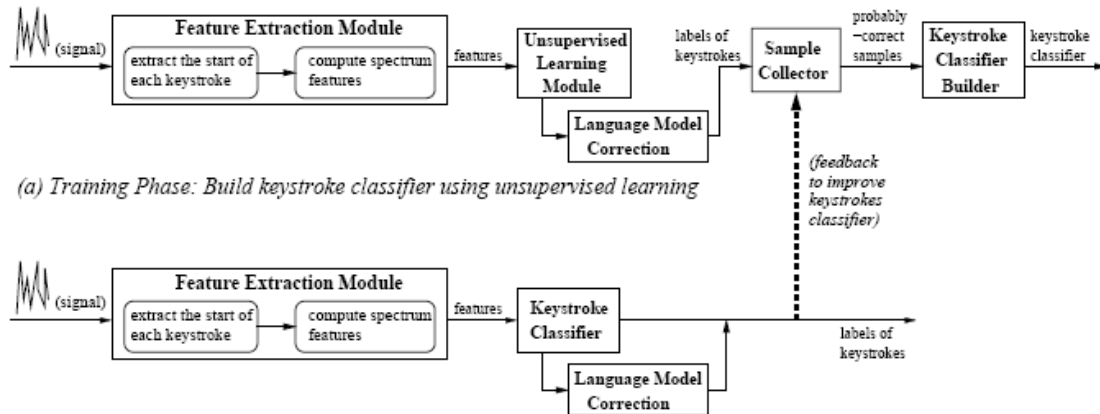 (signal)
Feature Extraction Module
extract the start of
each keystroke
compute spectrum
features
features
Unsupervised
Learning
Module
Language Model
Correction
labels of
keystrokes
Sample
Collector
probably
–correct
samples
Keystroke
Classifier
Builder
keystroke
classifier
(a) Training Phase: Build keystroke classifier using unsupervised learning
(feedback
to improve
keystrokes
classifier)
(signal)
Feature Extraction Module
extract the start of
each keystroke
compute spectrum
features
features
Keystroke
Classifier
Language Model
Correction
labels of
keystrokes